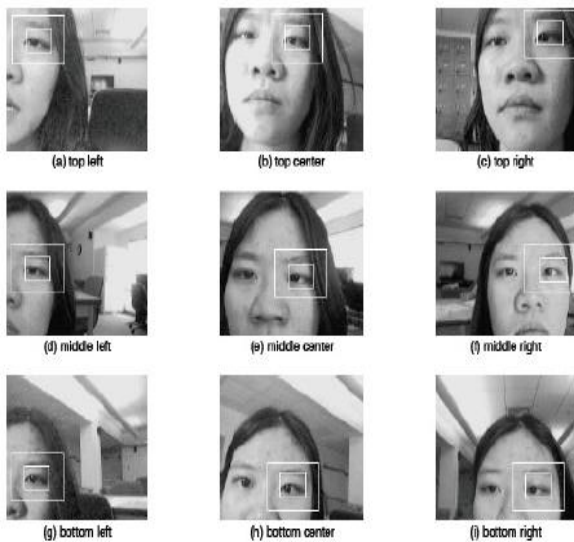 (a) top left
(b) top center
(c) top right
(d) middle left
(e) middle center
(f) middle right
(g) bottom left
(h) bottom center
(i) bottom right